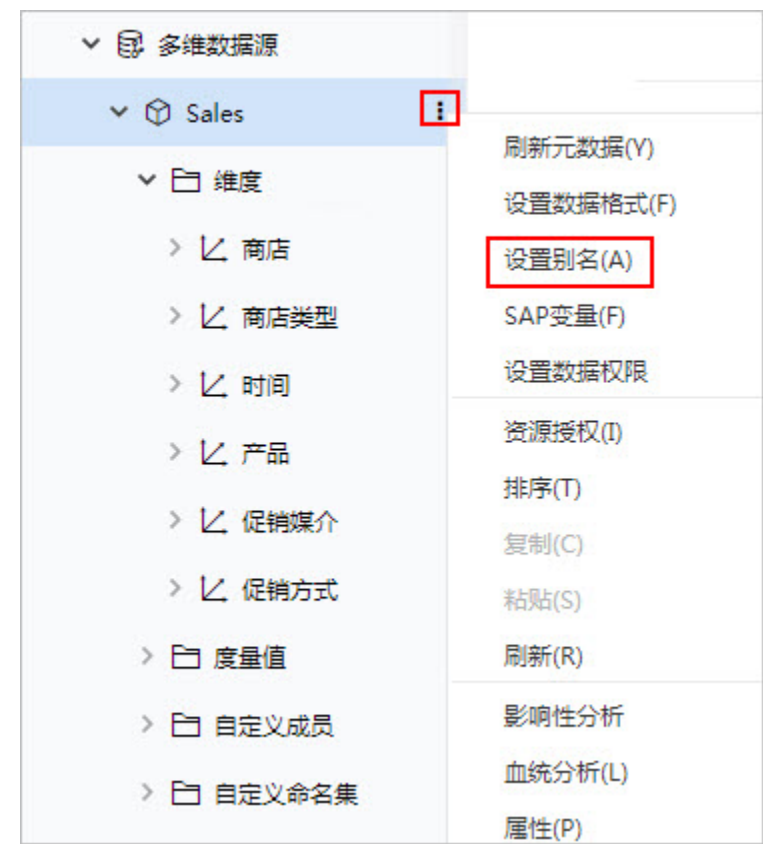 多维数据源
Sales
维度
商店
商店类型
时间
产品
促销媒介
促销方式
度量值
自定义成员
自定义命名集
刷新元数据(Y)
设置数据格式(F)
设置别名(A)
SAP变量(F)
设置数据权限
资源授权(I)
排序(T)
复制(C)
粘贴(S)
刷新(R)
影响性分析
血统分析(L)
属性(P)